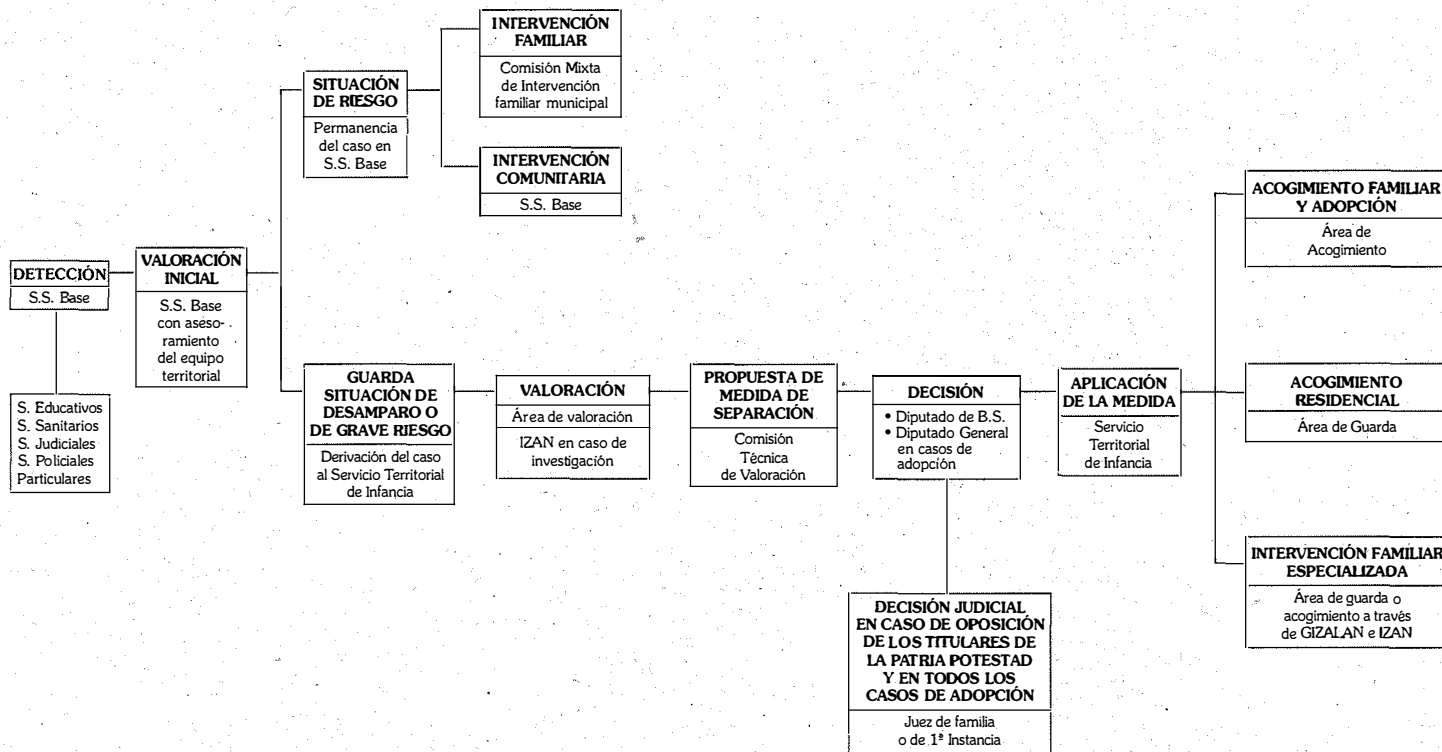 DETECCIÓN
S.S. Base
S. Educativos
S. Sanitarios
S. Judiciales
S. Policiales
Particulares
VALORACIÓN
INICIAL
S.S. Base
con aseso-
ramiento
del equipo
territorial
SITUACIÓN
DE RIESGO
Permanencia
del caso en
S.S. Base
INTERVENCIÓN
FAMILIAR
Comisión Mixta
de Intervención
familiar municipal
INTERVENCIÓN
COMUNITARIA
S.S. Base
GUARDA
SITUACIÓN DE
DESAMPARO O
DE GRAVE RIESGO
Derivación del caso
al Servicio Territorial
de Infancia
VALORACIÓN
Área de valoración
IZAN en caso de
investigación
PROPUESTA DE
MEDIDA DE
SEPARACIÓN
Comisión
Técnica
de Valoración
DECISIÓN
• Diputado de B.S.
• Diputado General
en casos de
adopción
DECISIÓN JUDICIAL
EN CASO DE OPOSICIÓN
DE LOS TITULARES DE
LA PATRIA POTESTAD
Y EN TODOS LOS
CASOS DE ADOPCIÓN
Juez de familia
o de 1ª Instancia
APLICACIÓN
DE LA MEDIDA
Servicio
Territorial
de Infancia
ACOGIMIENTO FAMILIAR
Y ADOPCIÓN
Área de
Acogimiento
ACOGIMIENTO
RESIDENCIAL
Área de Guarda
INTERVENCIÓN FAMILIAR
ESPECIALIZADA
Área de guarda o
acogimiento a través
de GIZALAN e IZAN